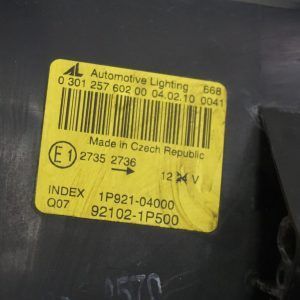 AL Automotive Lighting 668
0 301 257 602 00 04.02.10 0041
Made in Czech Republic
E1 2735 2736 →
12 24 V
INDEX 1P921-04000
Q07 92102-1P500